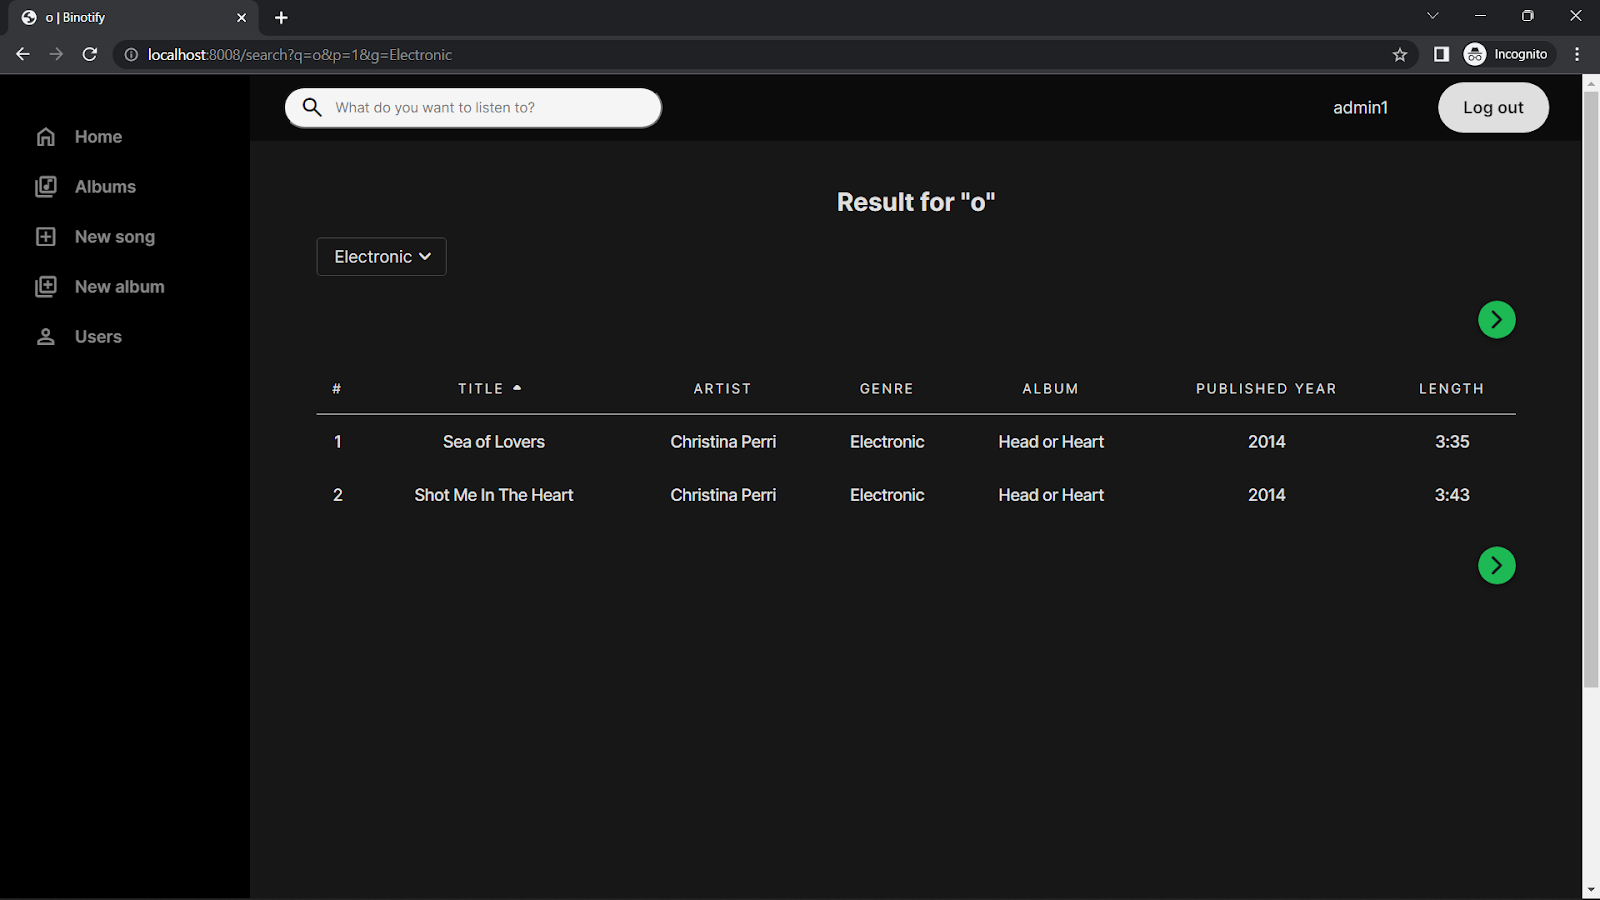 o | Binotify
localhost:8008/search?q=o&p=1&g=Electronic
Incognito
What do you want to listen to?
admin1
Log out
Home
Albums
New song
New album
Users
Result for "o"
Electronic
# TITLE ARTIST GENRE ALBUM PUBLISHED YEAR LENGTH
1 Sea of Lovers Christina Perri Electronic Head or Heart 2014 3:35
2 Shot Me In The Heart Christina Perri Electronic Head or Heart 2014 3:43